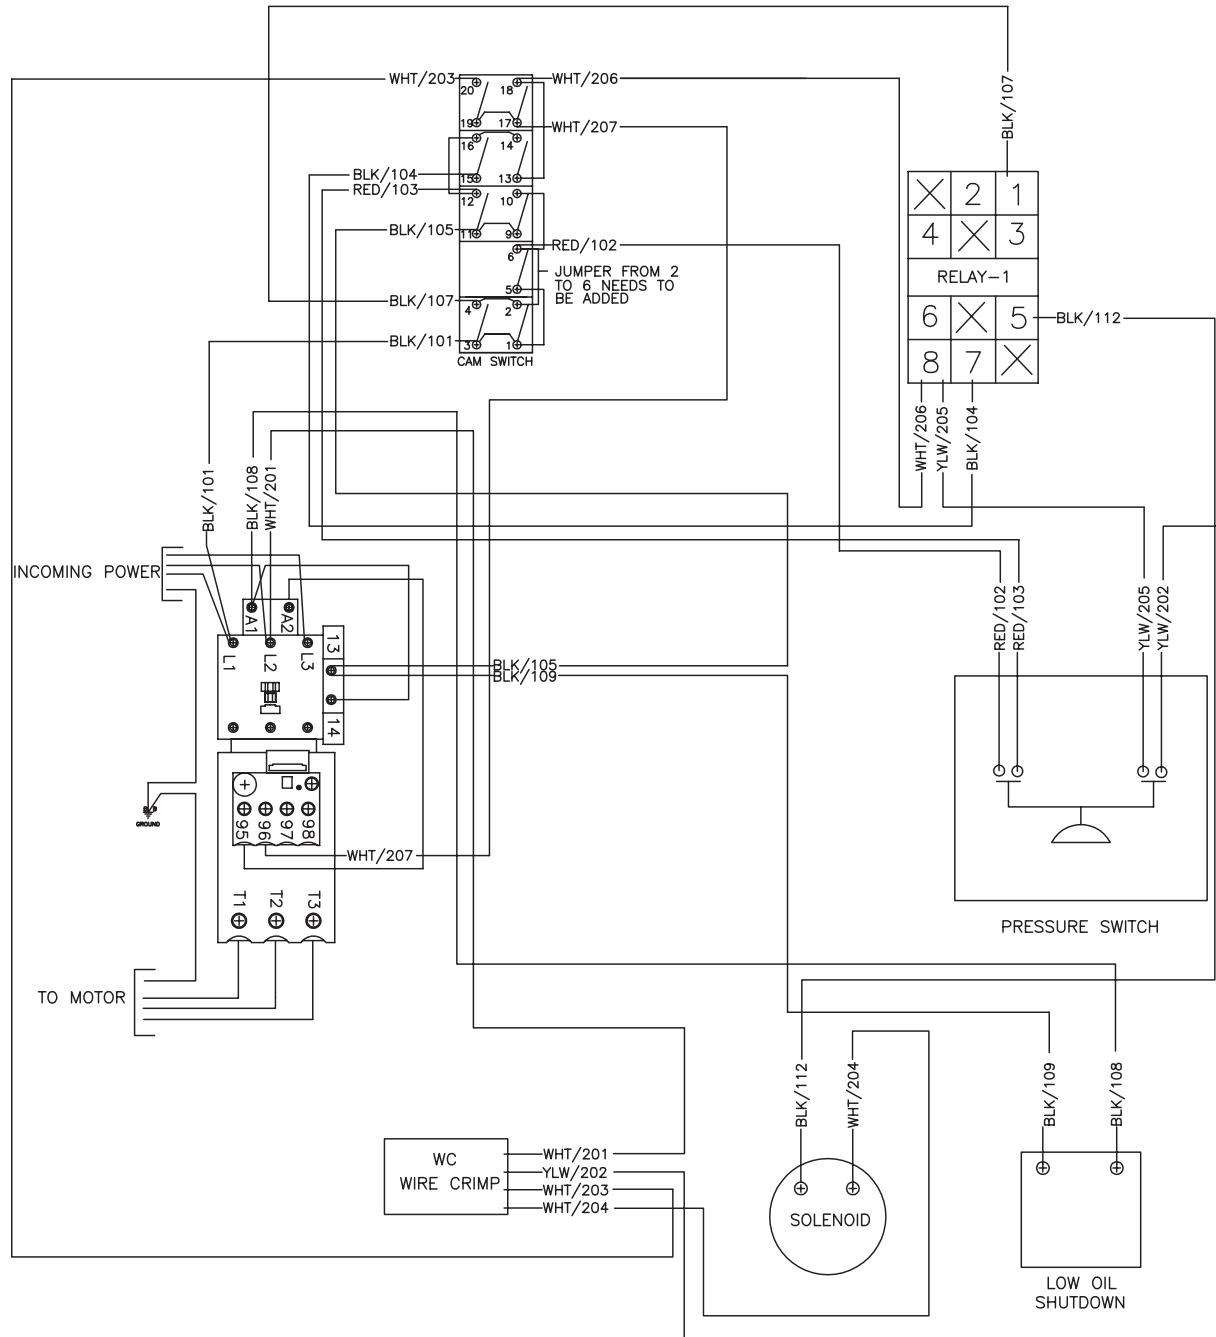 WHT/203
WHT/206
20
18
19
17
WHT/207
BLK/107
16
14
BLK/104
15
13
RED/103
12
10
BLK/105
11
9
6
RED/102
JUMPER FROM 2
TO 6 NEEDS TO
BE ADDED
5
BLK/107
4
2
BLK/101
3
1
CAM SWITCH
2
1
4
3
RELAY-1
6
5
BLK/112
8
7
WHT/206
YLW/205
BLK/104
BLK/101
BLK/108
WHT/201
INCOMING POWER
RED/102
RED/103
YLW/205
YLW/202
A1
A2
L1
L2
L3
13
14
BLK/105
BLK/109
GROUND
95
96
97
98
WHT/207
T1
T2
T3
PRESSURE SWITCH
TO MOTOR
BLK/112
WHT/204
BLK/109
BLK/108
WC
WIRE CRIMP
WHT/201
YLW/202
WHT/203
WHT/204
SOLENOID
LOW OIL
SHUTDOWN